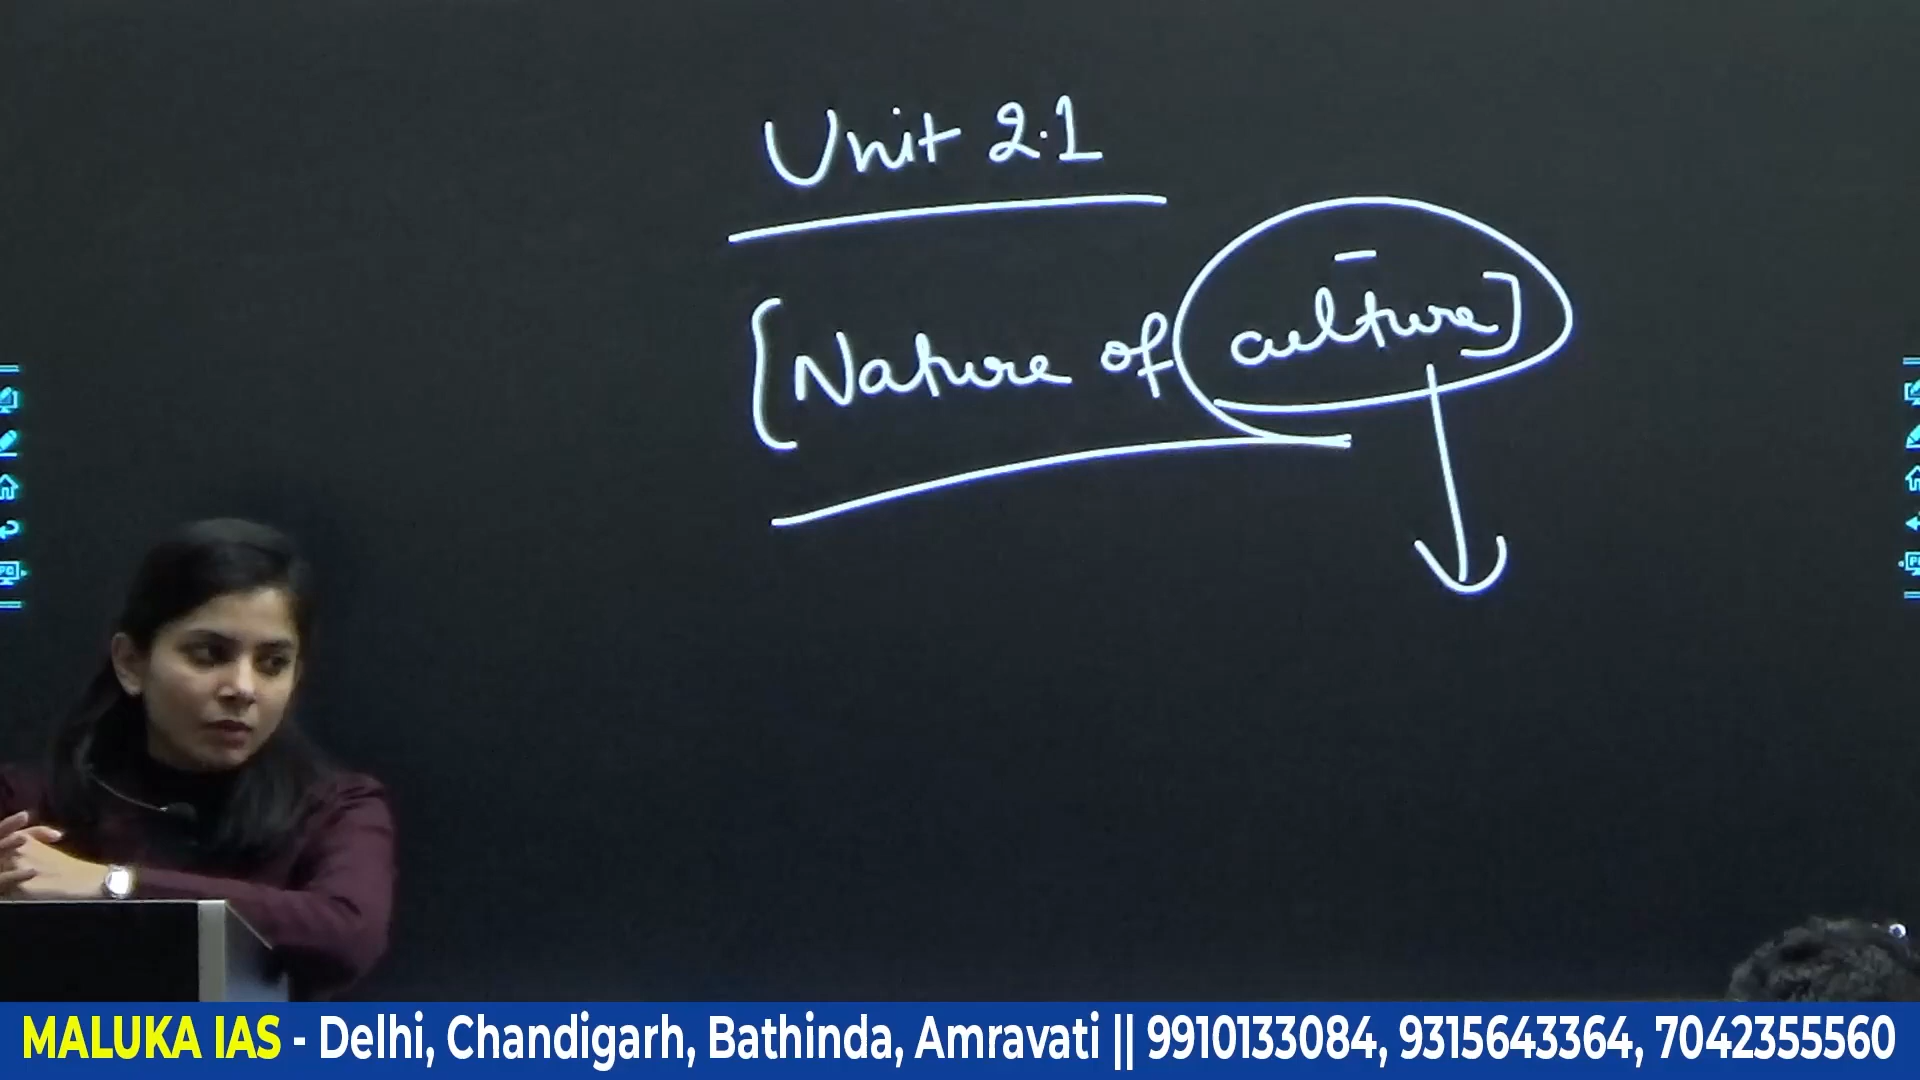 Unit 2.1
[Nature of culture]
MALUKA IAS - Delhi, Chandigarh, Bathinda, Amravati || 9910133084, 9315643364, 7042355560